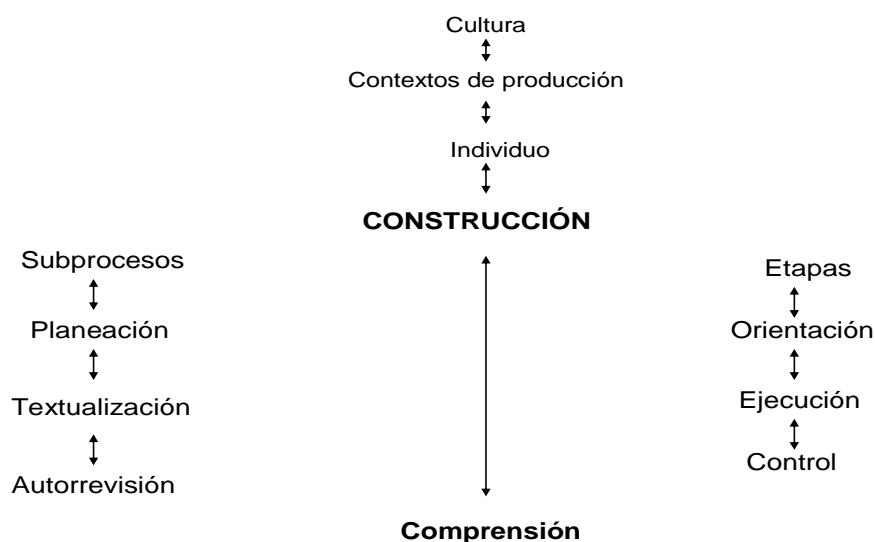 Cultura
Contextos de producción
Individuo
CONSTRUCCIÓN
Subprocesos
Planeación
Textualización
Autorrevisión
Etapas
Orientación
Ejecución
Control
Comprensión